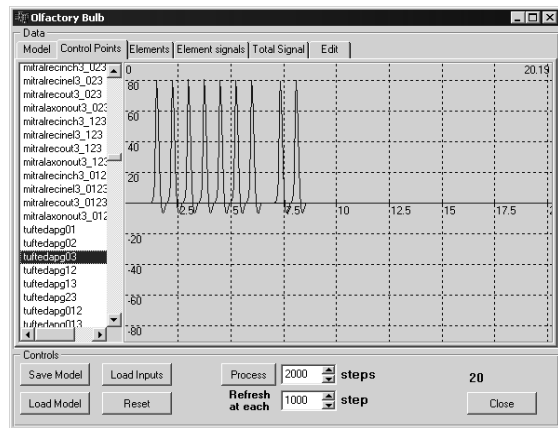 Olfactory Bulb
Data
Model Control Points Elements Element signals Total Signal Edit
mitralrecinch3_023
mitralrecinel3_023
mitralrecout3_023
mitralaxonout3_023
mitralrecinch3_123
mitralrecinel3_123
mitralrecout3_123
mitralaxonout3_123
mitralrecinch3_012
mitralrecinel3_0123
mitralrecout3_0123
mitralaxonout3_012
tuftedapg01
tuftedapg02
tuftedapg03
tuftedapg12
tuftedapg13
tuftedapg23
tuftedapg012
tuftedapg013
0 20.19
80
60
40
20
2.5 5 7.5 10 12.5 15 17.5
-20
-40
-60
-80
Controls
Save Model Load Inputs Process 2000 steps 20
Load Model Reset Refresh at each 1000 step Close